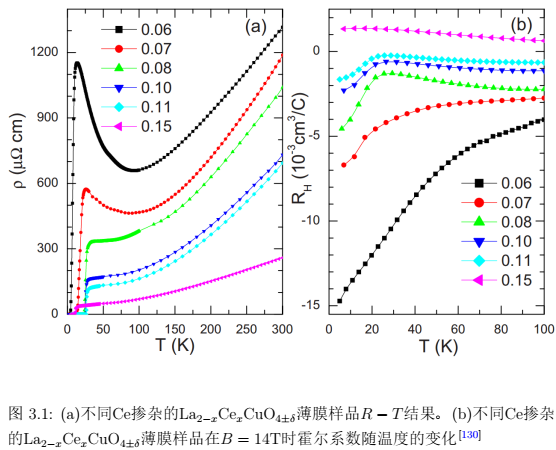 (a)
0.06
0.07
0.08
0.10
0.11
0.15
1200
900
600
300
0
ρ (μΩ cm)
0 50 100 150 200 250 300
T (K)
(b)
0
-5
-10
-15
R_H (10⁻³cm³/C)
0.06
0.07
0.08
0.10
0.11
0.15
0 20 40 60 80 100
T (K)
图 3.1: (a)不同Ce掺杂的La₂₋ₓCeₓCuO₄±δ薄膜样品R − T结果。(b)不同Ce掺杂
的La₂₋ₓCeₓCuO₄±δ薄膜样品在B = 14T时霍尔系数随温度的变化[130]